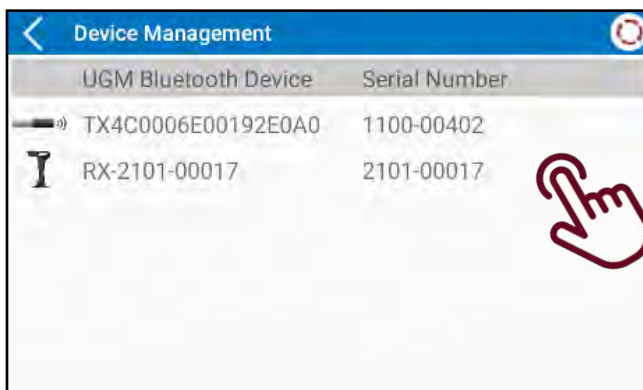 Device Management
UGM Bluetooth Device Serial Number
TX4C0006E00192E0A0 1100-00402
RX-2101-00017 2101-00017